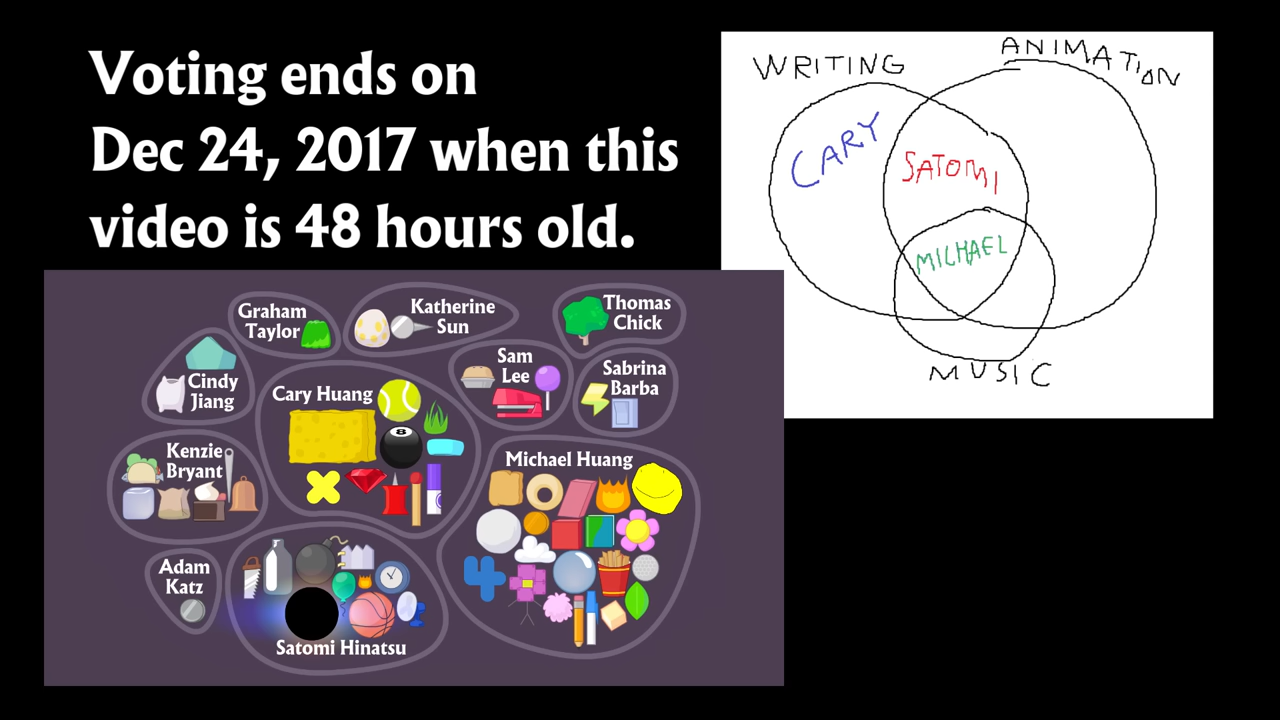 Voting ends on
Dec 24, 2017 when this
video is 48 hours old.
WRITING
ANIMATION
CARY
SATOMI
MICHAEL
MUSIC
Graham
Taylor
Katherine
Sun
Thomas
Chick
Cindy
Jiang
Cary Huang
8
Sam
Lee
Sabrina
Barba
Kenzie
Bryant
Michael Huang
Adam
Katz
Satomi Hinatsu